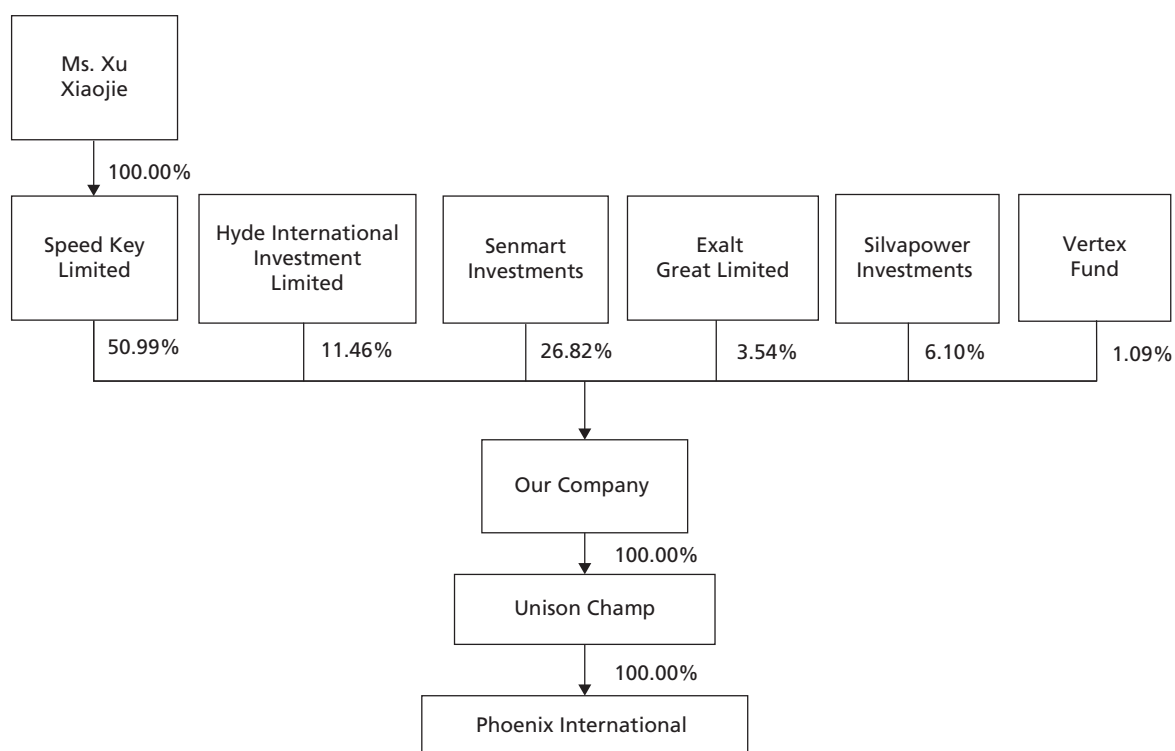 Ms. Xu
Xiaojie
100.00%
Speed Key
Limited
Hyde International
Investment
Limited
Senmart
Investments
Exalt
Great Limited
Silvapower
Investments
Vertex
Fund
50.99%
11.46%
26.82%
3.54%
6.10%
1.09%
Our Company
100.00%
Unison Champ
100.00%
Phoenix International